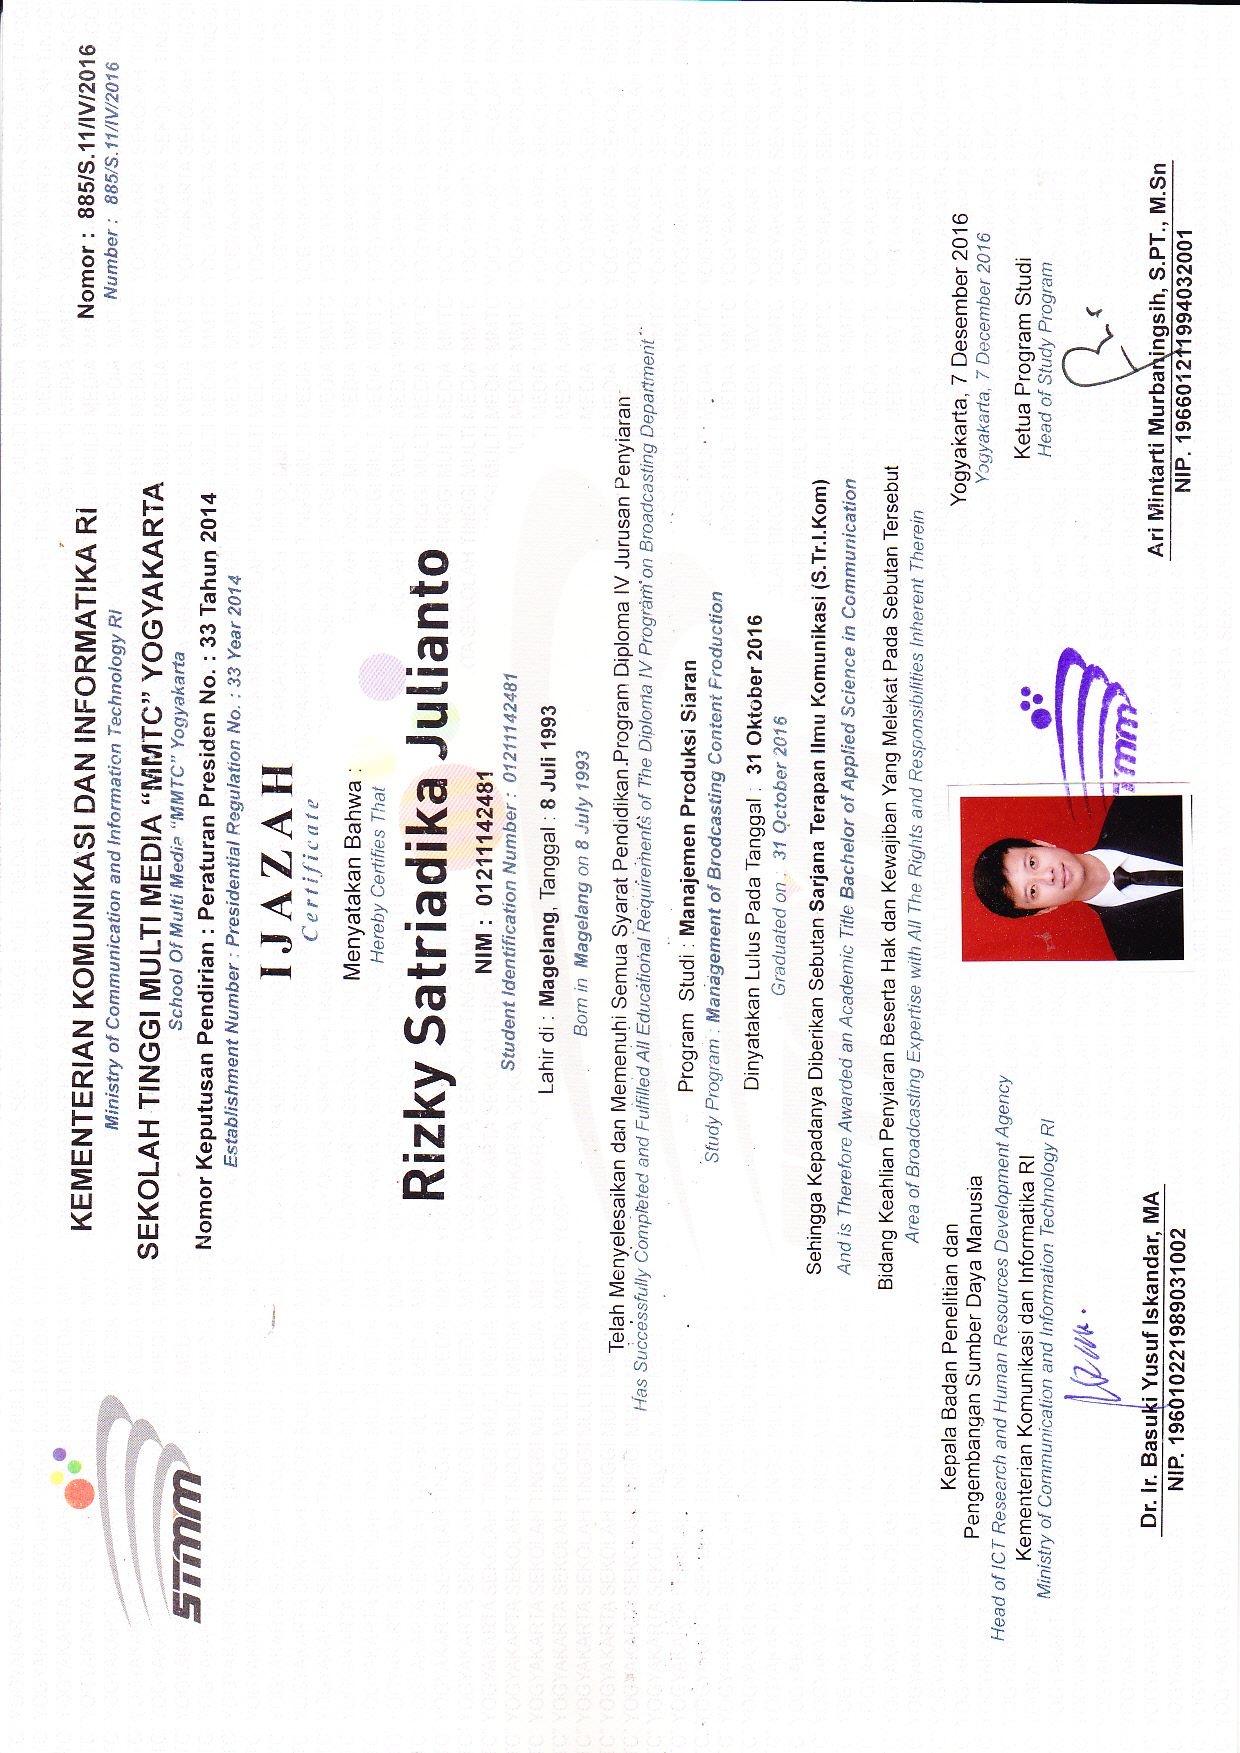 Nomor : 885/S.11/IV/2016
Number : 885/S.11/IV/2016
STMM
KEMENTERIAN KOMUNIKASI DAN INFORMATIKA RI
Ministry of Communication and Information Technology RI
SEKOLAH TINGGI MULTI MEDIA “MMTC” YOGYAKARTA
School Of Multi Media “MMTC” Yogyakarta
Nomor Keputusan Pendirian : Peraturan Presiden No. : 33 Tahun 2014
Establishment Number : Presidential Regulation No. : 33 Year 2014
IJAZAH
Certificate
Menyatakan Bahwa :
Hereby Certifies That
Rizky Satriadika Julianto
NIM : 01211142481
Student Identification Number : 01211142481
Lahir di : Magelang, Tanggal : 8 Juli 1993
Born in Magelang on 8 July 1993
Telah Menyelesaikan dan Memenuhi Semua Syarat Pendidikan Program Diploma IV Jurusan Penyiaran
Has Successfully Completed and Fulfilled All Educational Requirements of The Diploma IV Program on Broadcasting Department
Program Studi : Manajemen Produksi Siaran
Study Program : Management of Brodcasting Content Production
Dinyatakan Lulus Pada Tanggal : 31 Oktober 2016
Graduated on : 31 October 2016
Sehingga Kepadanya Diberikan Sebutan Sarjana Terapan Ilmu Komunikasi (S.Tr.I.Kom)
And is Therefore Awarded an Academic Title Bachelor of Applied Science in Communication
Bidang Keahlian Penyiaran Beserta Hak dan Kewajiban Yang Melekat Pada Sebutan Tersebut
Area of Broadcasting Expertise with All The Rights and Responsibilities Inherent Therein
Kepala Badan Penelitian dan
Pengembangan Sumber Daya Manusia
Head of ICT Research and Human Resources Development Agency
Kementerian Komunikasi dan Informatika RI
Ministry of Communication and Information Technology RI
Dr. Ir. Basuki Yusuf Iskandar, MA
NIP. 196010221989031002
Yogyakarta, 7 Desember 2016
Yogyakarta, 7 December 2016
Ketua Program Studi
Head of Study Program
Ari Mintarti Murbaningsih, S.PT., M.Sn
NIP. 196601211994032001